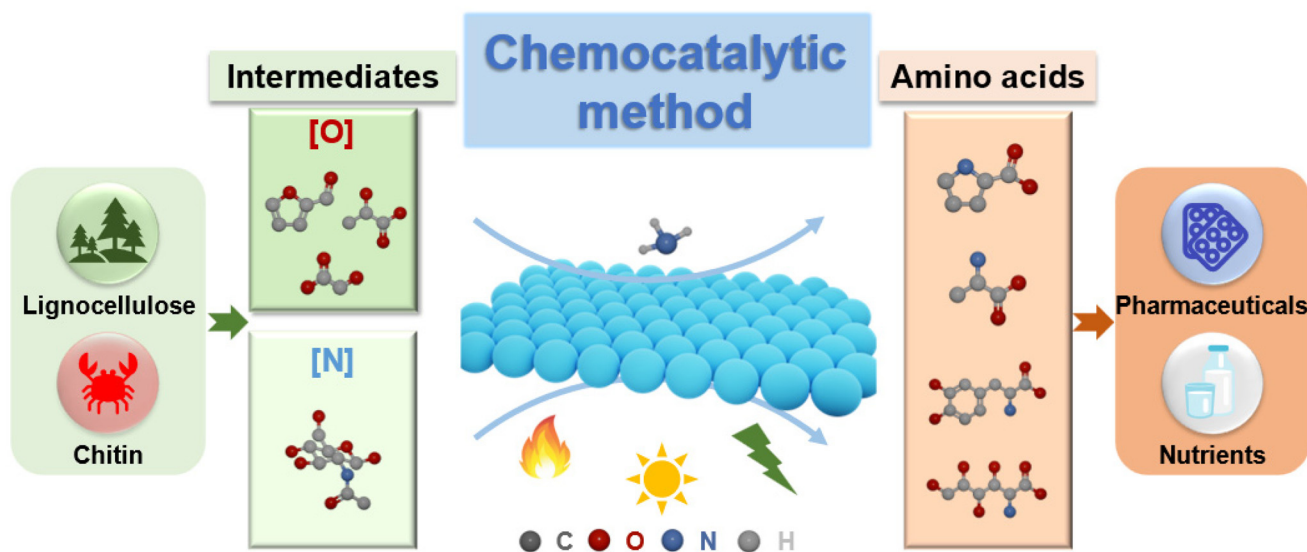 Chemocatalytic
method
Intermediates
Amino acids
[O]
[N]
Lignocellulose
Chitin
Pharmaceuticals
Nutrients
C O N H